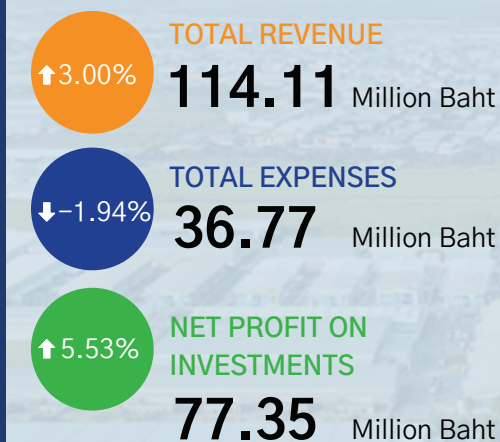 TOTAL REVENUE
⬆3.00%
114.11 Million Baht
TOTAL EXPENSES
⬇-1.94%
36.77 Million Baht
NET PROFIT ON
⬆5.53%
INVESTMENTS
77.35 Million Baht